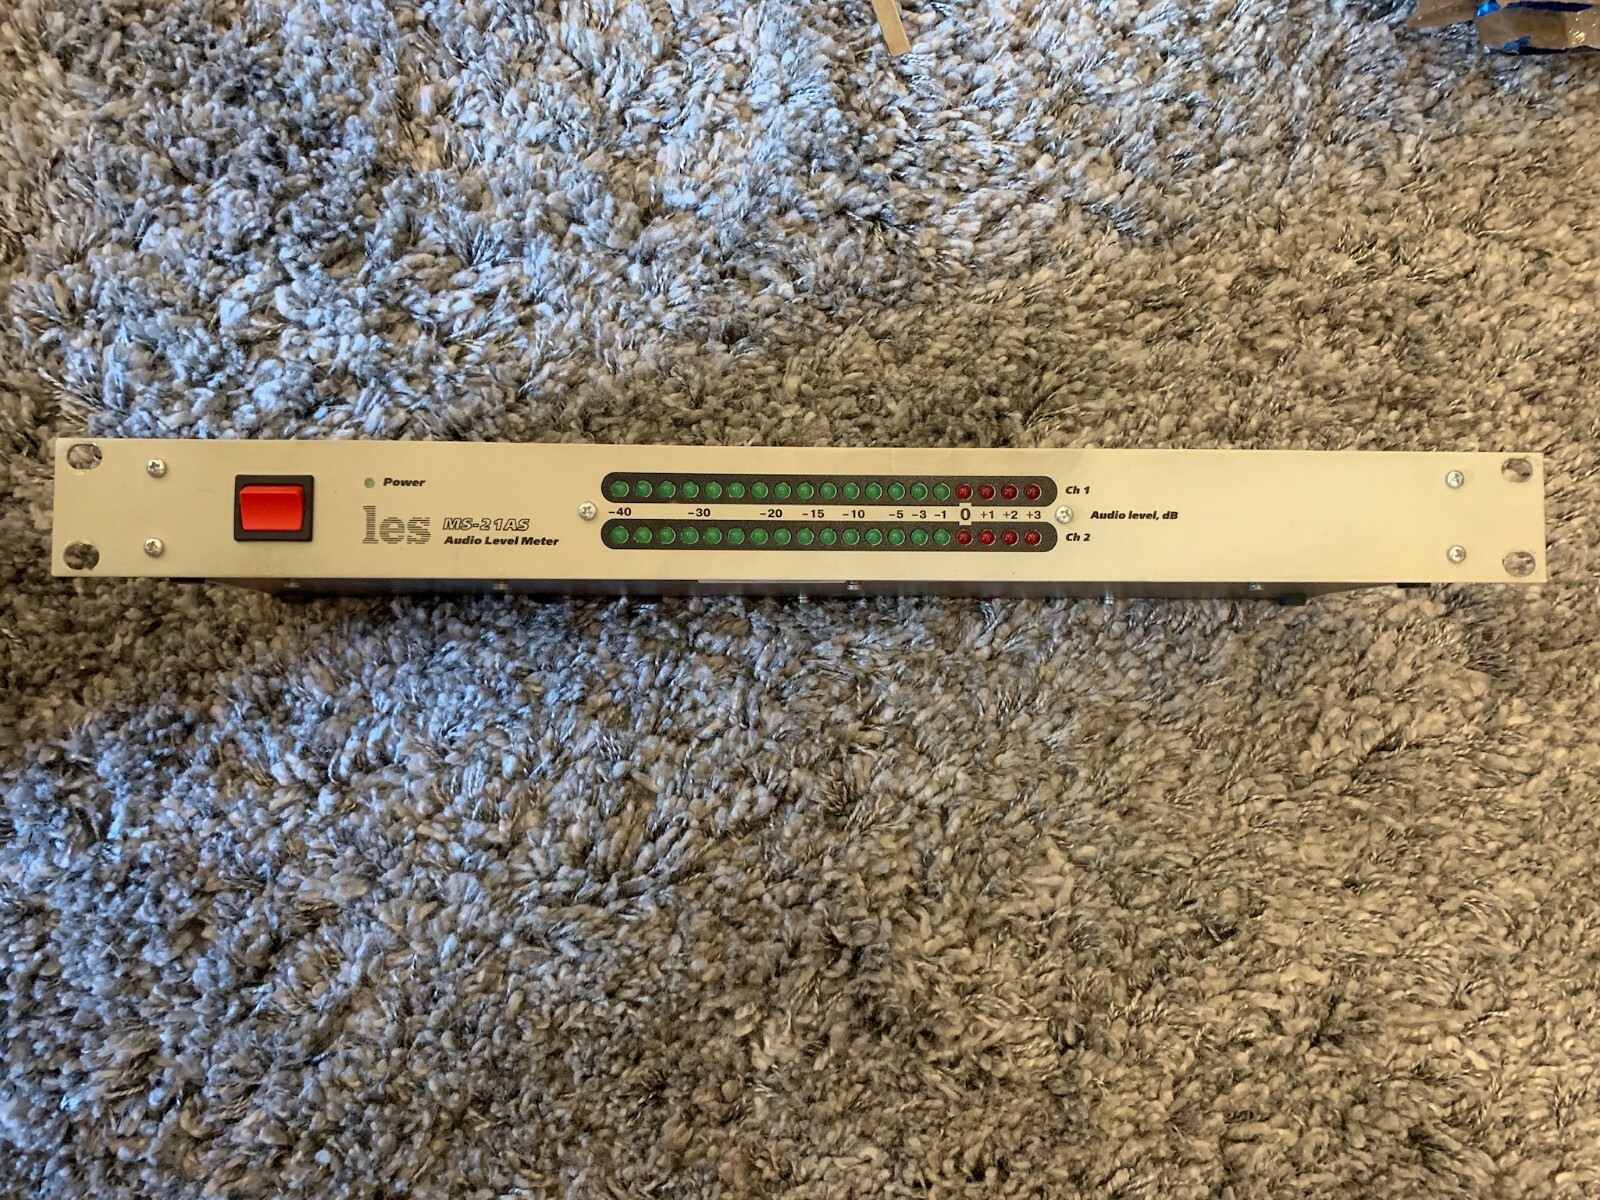 Power
les MS-21AS
Audio Level Meter
Ch 1
-40 -30 -20 -15 -10 -5 -3 -1 0 +1 +2 +3 Audio level, dB
Ch 2